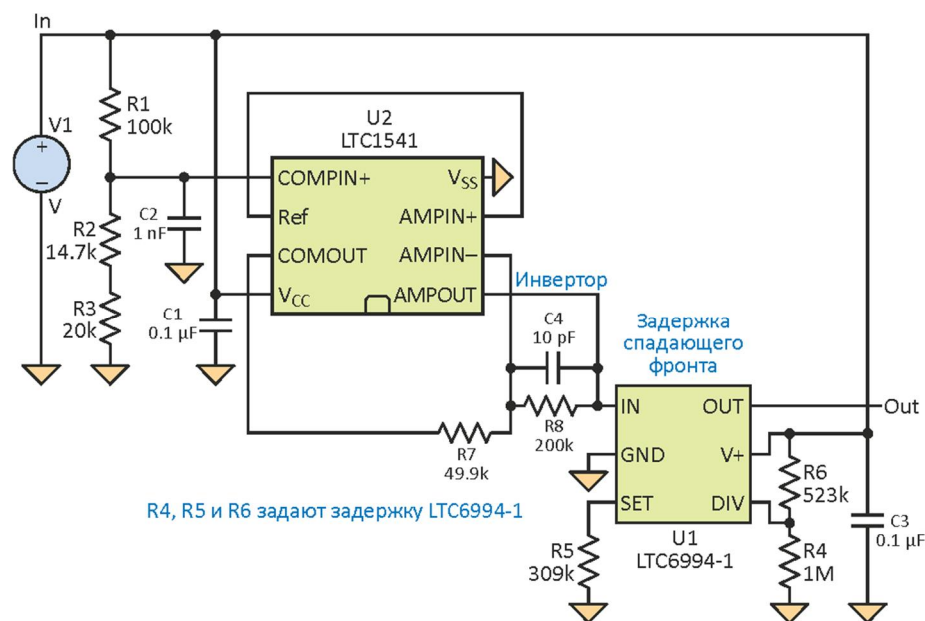 In
V1
V
R1
100k
R2
14.7k
R3
20k
C2
1 nF
C1
0.1 µF
U2
LTC1541
COMPIN+
Ref
COMOUT
VCC
VSS
AMPIN+
AMPIN–
AMPOUT
Инвертор
C4
10 pF
R8
200k
R7
49.9k
Задержка
спадающего
фронта
IN
GND
SET
OUT
V+
DIV
U1
LTC6994-1
Out
R6
523k
R4
1M
C3
0.1 µF
R5
309k
R4, R5 и R6 задают задержку LTC6994-1